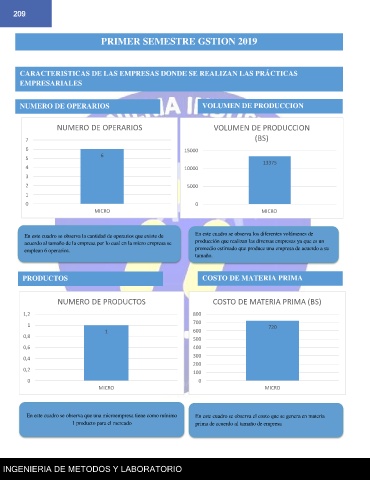 209
PRIMER SEMESTRE GSTION 2019
CARACTERISTICAS DE LAS EMPRESAS DONDE SE REALIZAN LAS PRÁCTICAS
EMPRESARIALES
NUMERO DE OPERARIOS
VOLUMEN DE PRODUCCION
NUMERO DE OPERARIOS
7
6
5
4
3
2
1
0
6
MICRO
VOLUMEN DE PRODUCCION
(BS)
15000
10000
5000
0
13375
MICRO
En este cuadro se observa la cantidad de operarios que existe de
acuerdo al tamaño de la empresa por lo cual en la micro empresa se
emplean 6 operarios.
En este cuadro se observa los diferentes volúmenes de
producción que realizan las diversas empresas ya que es un
promedio estimado que produce una empresa de acuerdo a su
tamaño.
PRODUCTOS
COSTO DE MATERIA PRIMA
NUMERO DE PRODUCTOS
1,2
1
0,8
0,6
0,4
0,2
0
1
MICRO
COSTO DE MATERIA PRIMA (BS)
800
700
600
500
400
300
200
100
0
720
MICRO
En este cuadro se observa que una microempresa tiene como mínimo
1 producto para el mercado
En este cuadro se observa el costo que se genera en materia
prima de acuerdo al tamaño de empresa.
INGENIERIA DE METODOS Y LABORATORIO